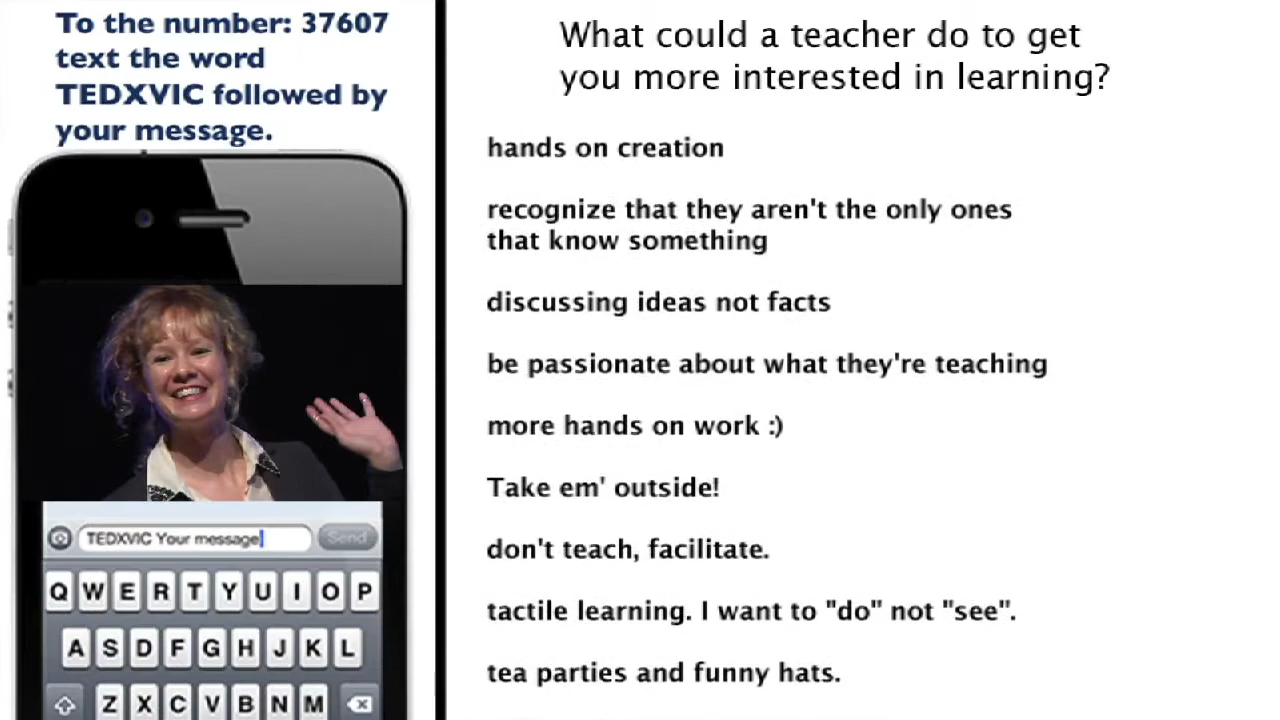 To the number: 37607
text the word
TEDXVIC followed by
your message.
What could a teacher do to get
you more interested in learning?
hands on creation
recognize that they aren't the only ones
that know something
discussing ideas not facts
be passionate about what they're teaching
more hands on work :)
Take em' outside!
don't teach, facilitate.
tactile learning. I want to "do" not "see".
tea parties and funny hats.
TEDXVIC Your message
Send
Q W E R T Y U I O P
A S D F G H J K L
Z X C V B N M